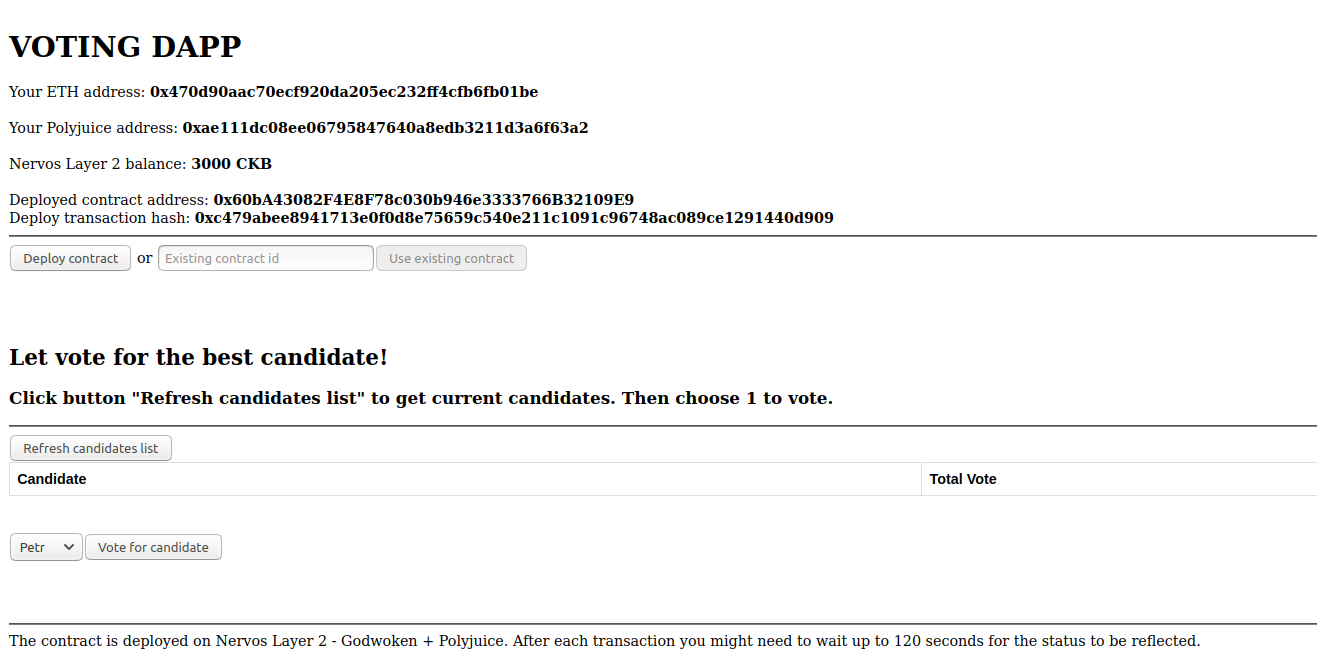 VOTING DAPP
Your ETH address: 0x470d90aac70ecf920da205ec232ff4cfb6fb01be
Your Polyjuice address: 0xae111dc08ee06795847640a8edb3211d3a6f63a2
Nervos Layer 2 balance: 3000 CKB
Deployed contract address: 0x60bA43082F4E8F78c030b946e3333766B32109E9
Deploy transaction hash: 0xc479abee8941713e0f0d8e75659c540e211c1091c96748ac089ce1291440d909
Deploy contract or Existing contract id Use existing contract
Let vote for the best candidate!
Click button "Refresh candidates list" to get current candidates. Then choose 1 to vote.
Refresh candidates list
Candidate Total Vote
Petr Vote for candidate
The contract is deployed on Nervos Layer 2 - Godwoken + Polyjuice. After each transaction you might need to wait up to 120 seconds for the status to be reflected.